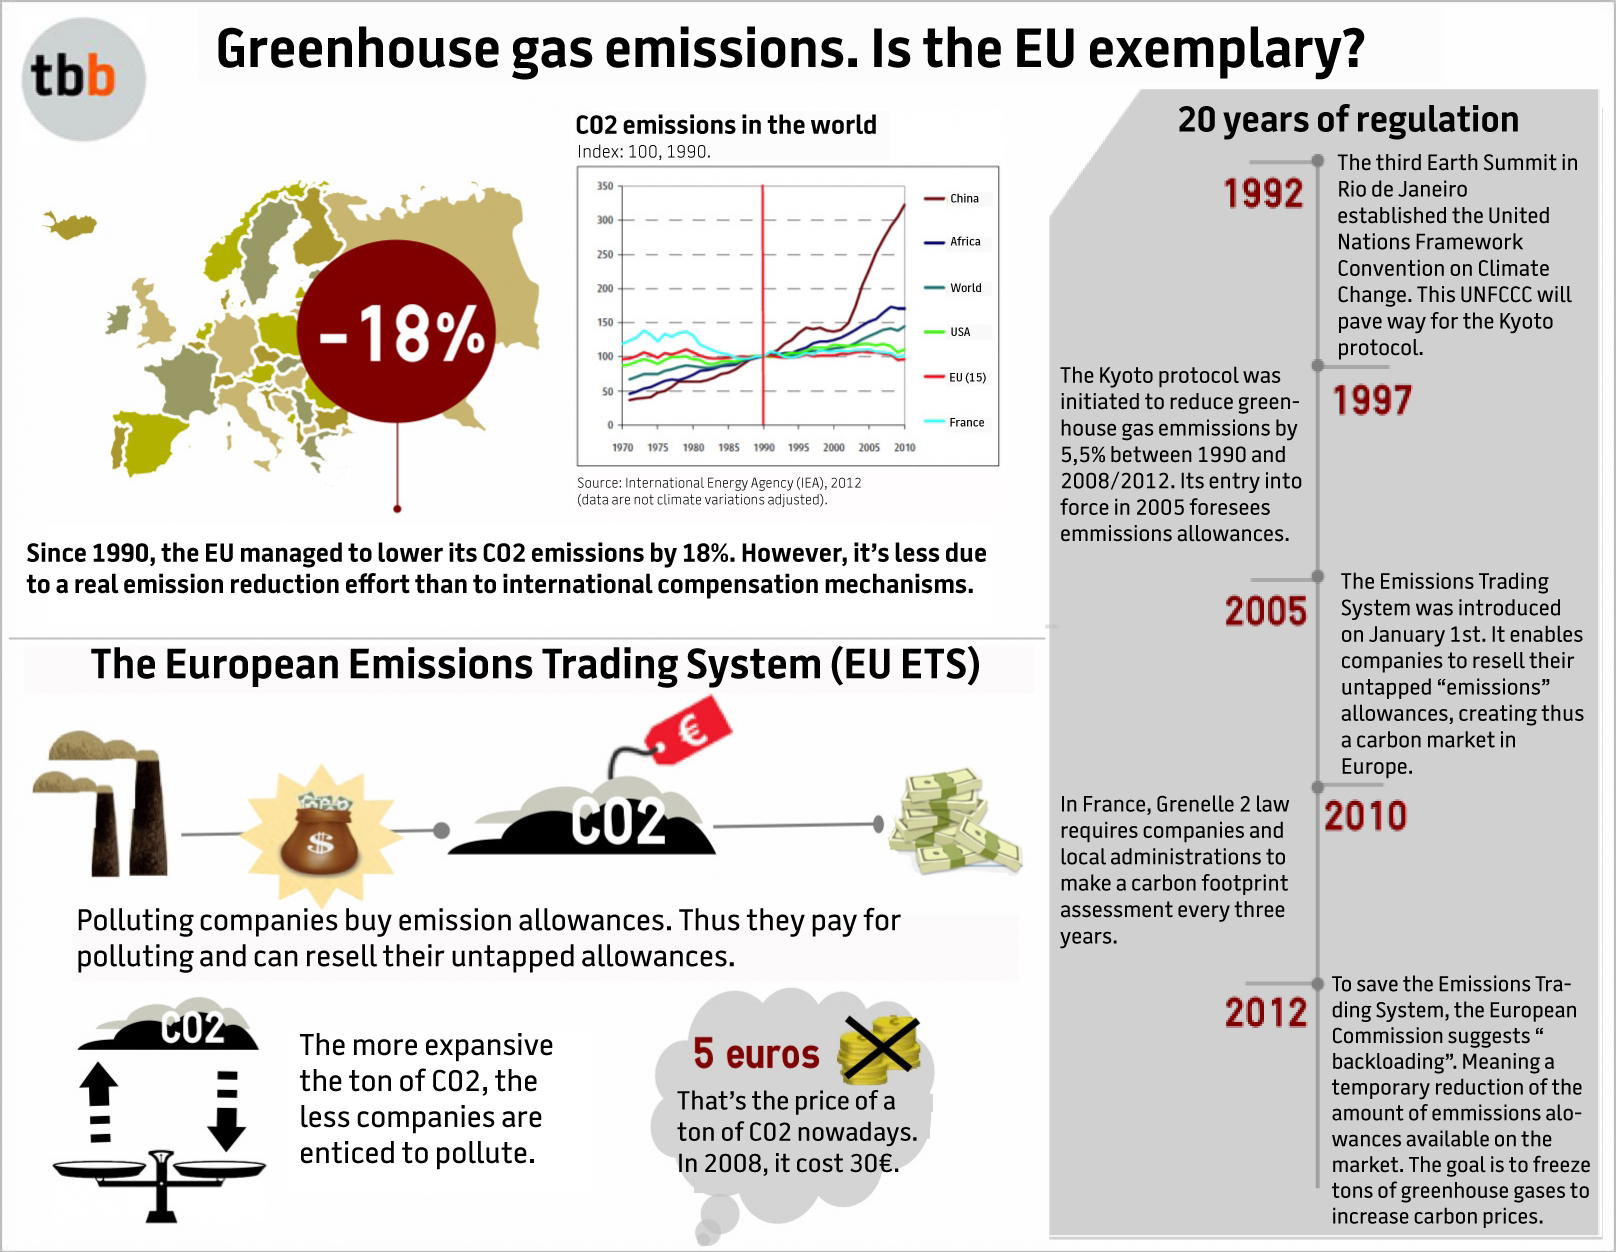 tbb
Greenhouse gas emissions. Is the EU exemplary?
-18%
CO2 emissions in the world
Index: 100, 1990.
350
300
250
200
150
100
50
0
1970 1975 1980 1985 1990 1995 2000 2005 2010
China
Africa
World
USA
EU (15)
France
Source: International Energy Agency (IEA), 2012
(data are not climate variations adjusted).
Since 1990, the EU managed to lower its CO2 emissions by 18%. However, it's less due
to a real emission reduction effort than to international compensation mechanisms.
The European Emissions Trading System (EU ETS)
$
CO2
€
Polluting companies buy emission allowances. Thus they pay for
polluting and can resell their untapped allowances.
CO2
The more expansive
the ton of CO2, the
less companies are
enticed to pollute.
5 euros
That's the price of a
ton of CO2 nowadays.
In 2008, it cost 30€.
20 years of regulation
1992
The third Earth Summit in
Rio de Janeiro
established the United
Nations Framework
Convention on Climate
Change. This UNFCCC will
pave way for the Kyoto
protocol.
1997
The Kyoto protocol was
initiated to reduce green-
house gas emmissions by
5,5% between 1990 and
2008/2012. Its entry into
force in 2005 foresees
emmissions allowances.
2005
The Emissions Trading
System was introduced
on January 1st. It enables
companies to resell their
untapped “emissions”
allowances, creating thus
a carbon market in
Europe.
2010
In France, Grenelle 2 law
requires companies and
local administrations to
make a carbon footprint
assessment every three
years.
2012
To save the Emissions Tra-
ding System, the European
Commission suggests “
backloading”. Meaning a
temporary reduction of the
amount of emmissions alo-
wances available on the
market. The goal is to freeze
tons of greenhouse gases to
increase carbon prices.